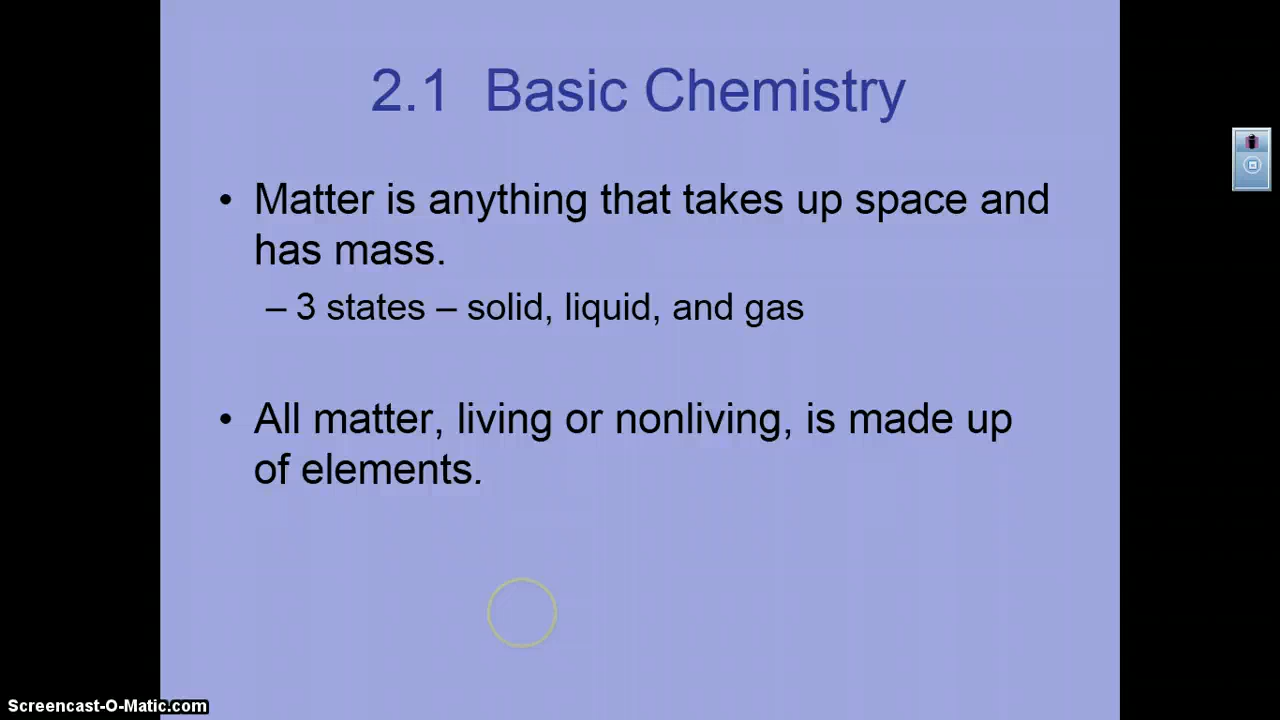 2.1 Basic Chemistry
• Matter is anything that takes up space and
has mass.
– 3 states – solid, liquid, and gas
• All matter, living or nonliving, is made up
of elements.
Screencast-O-Matic.com